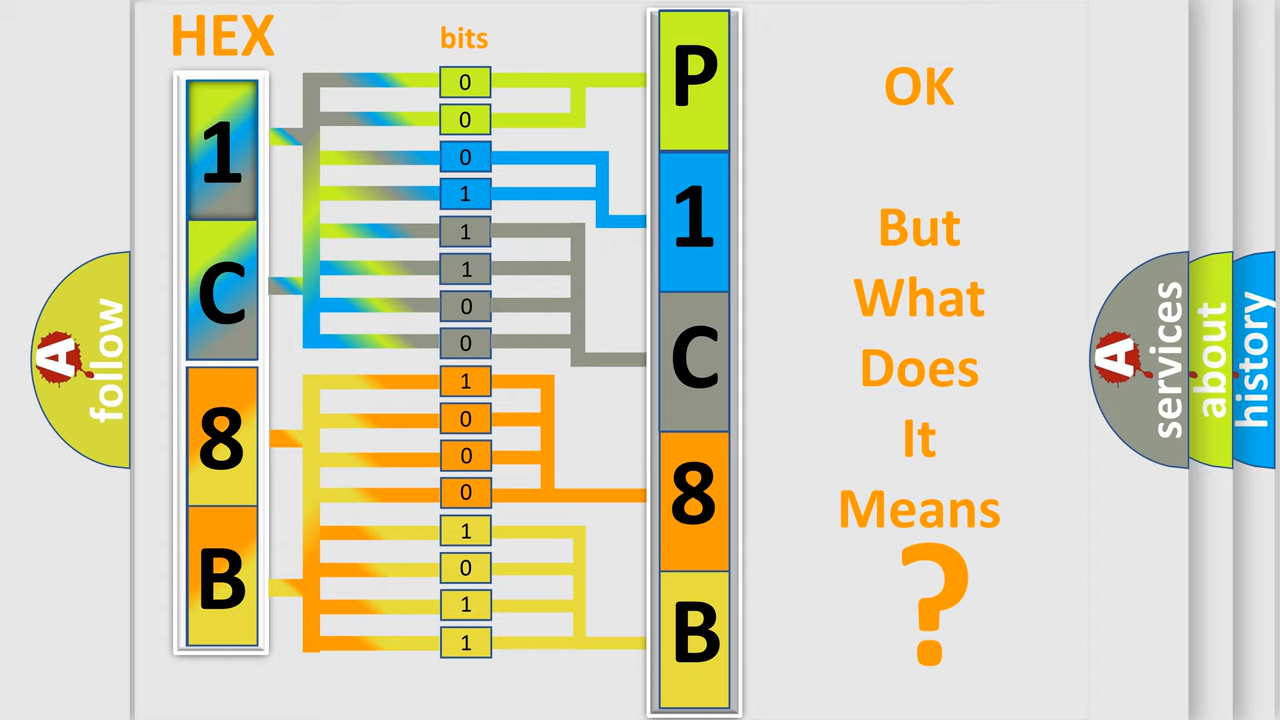 HEX
bits
1
C
8
B
0
0
0
1
1
1
0
0
1
0
0
0
1
0
1
1
P
1
C
8
B
OK
But
What
Does
It
Means
?
A
follow
A
services
about
history